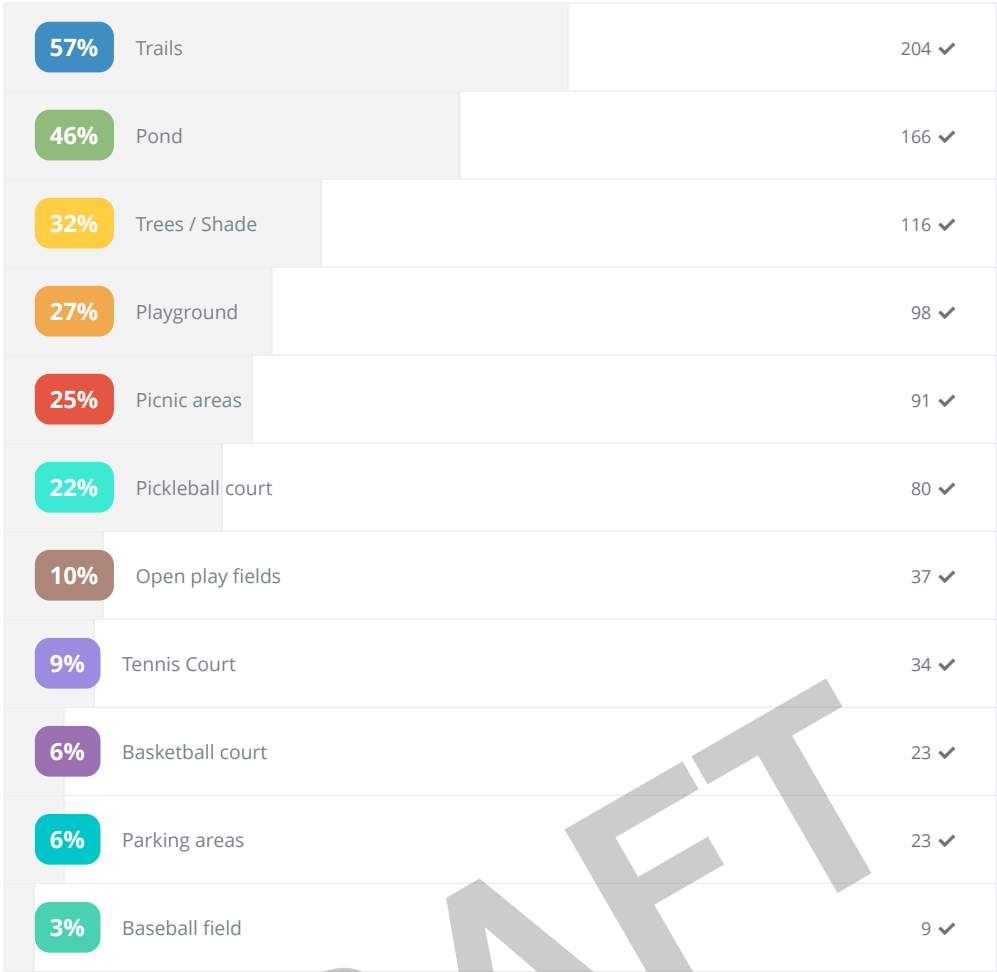 57% Trails 204
46% Pond 166
32% Trees / Shade 116
27% Playground 98
25% Picnic areas 91
22% Pickleball court 80
10% Open play fields 37
9% Tennis Court 34
6% Basketball court 23
6% Parking areas 23
3% Baseball field 9
AFT